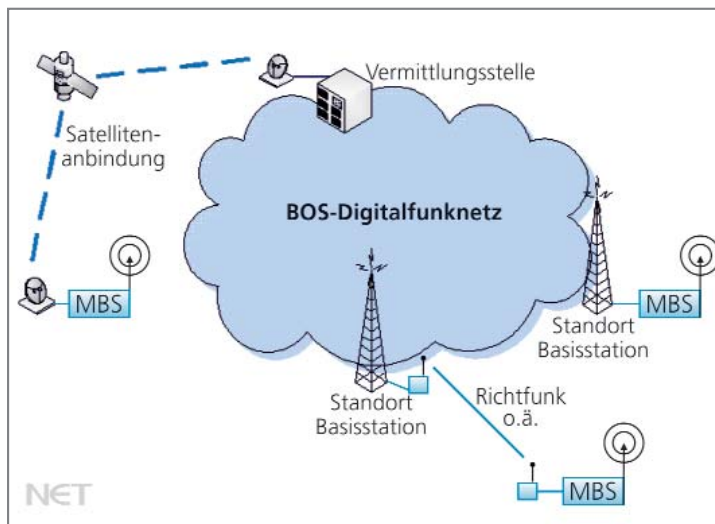 Vermittlungsstelle
Satelliten-
anbindung
BOS-Digitalfunknetz
MBS
MBS
Standort
Basisstation
Standort
Basisstation
Richtfunk
o.ä.
MBS
NET